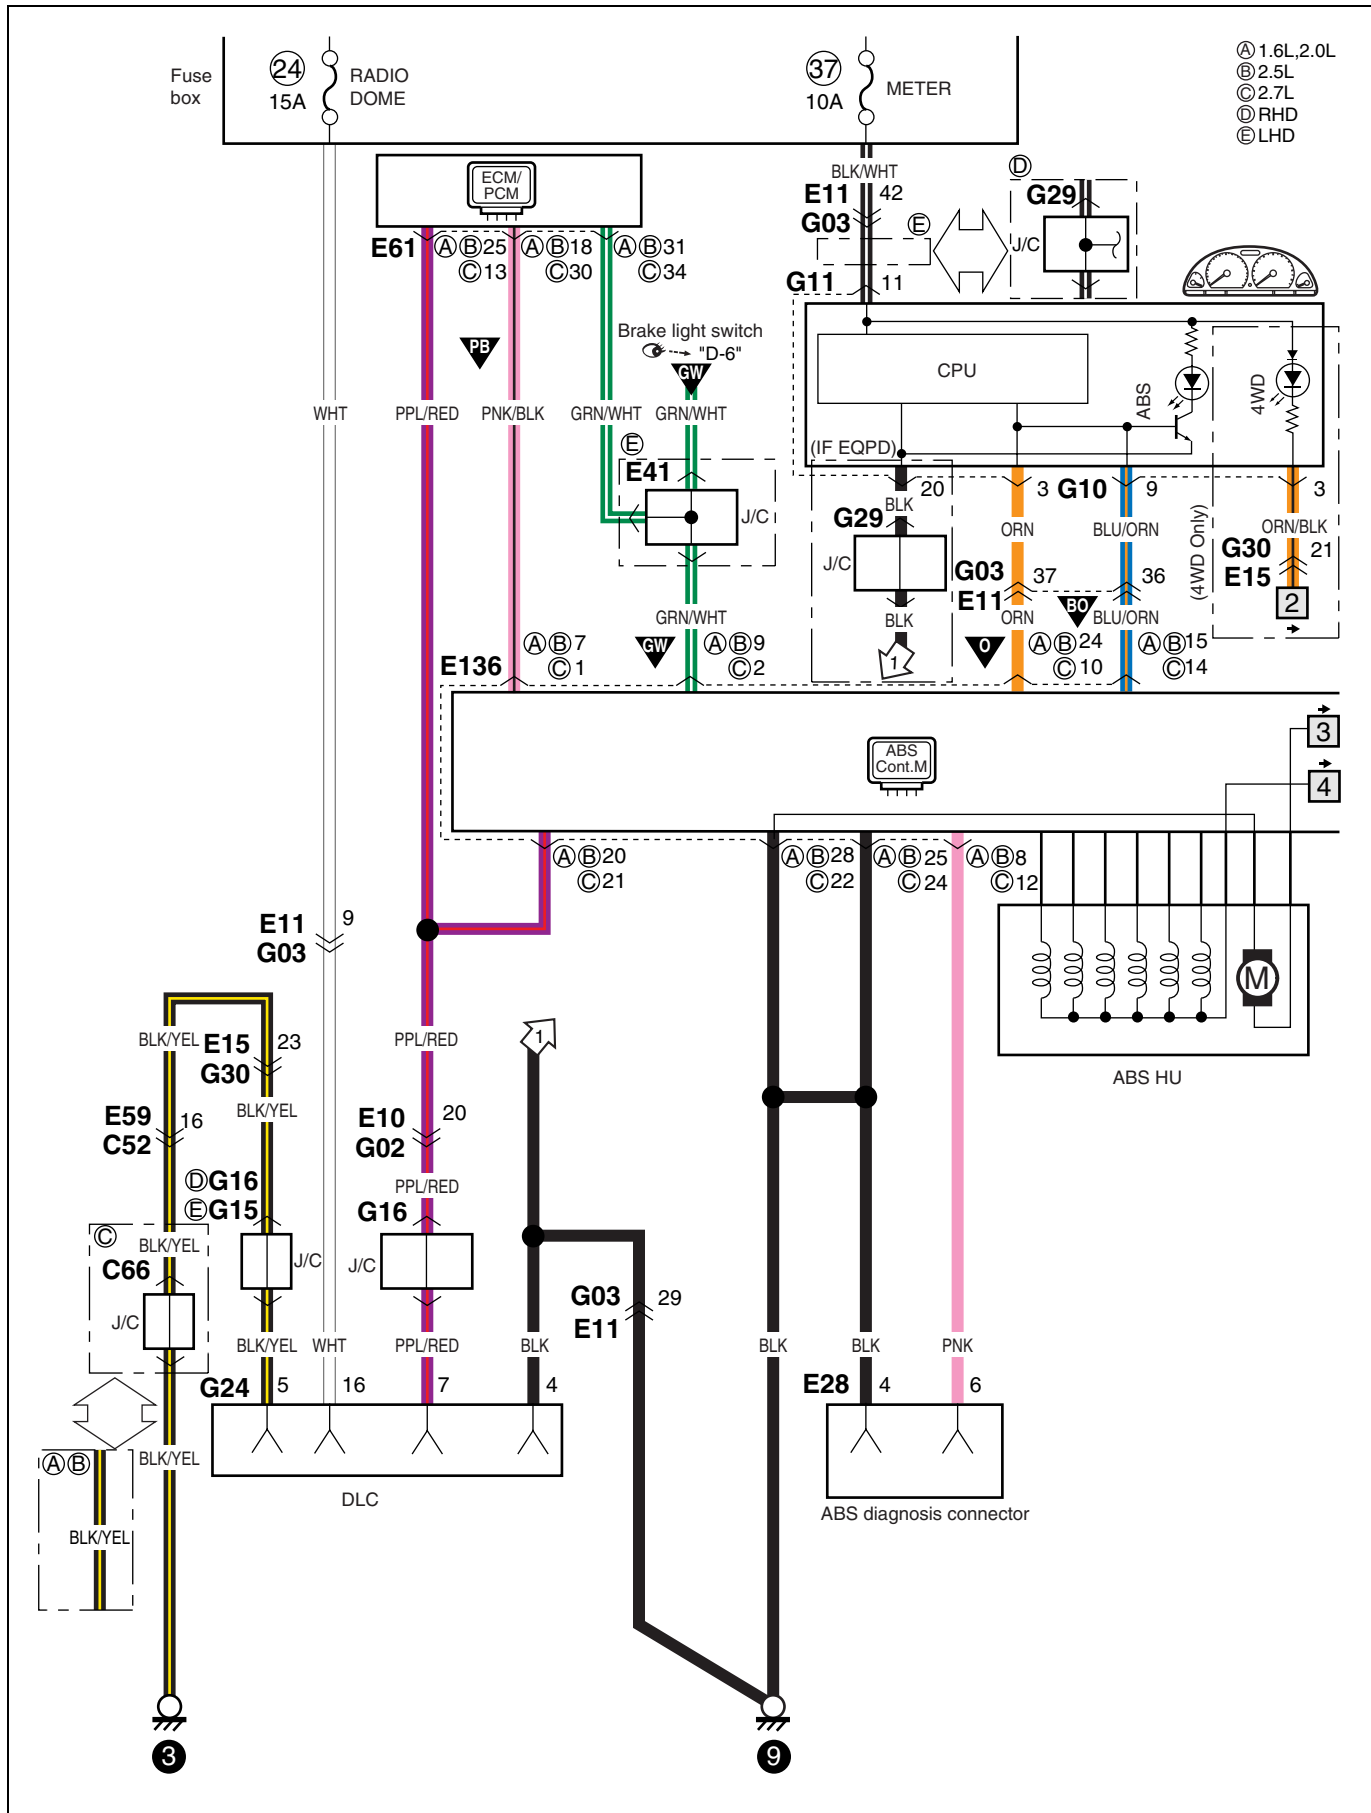 Fuse
box
24
15A
RADIO
DOME
37
10A
METER
Ⓐ 1.6L,2.0L
Ⓑ 2.5L
Ⓒ 2.7L
Ⓓ RHD
Ⓔ LHD
ECM/
PCM
BLK/WHT
E11 42
G03
Ⓔ
Ⓓ
G29
J/C
E61 ⒶⒷ25 ⒶⒷ18 ⒶⒷ31
Ⓒ13 Ⓒ30 Ⓒ34
G11 11
PB
Brake light switch
"D-6"
GW
CPU
ABS
4WD
WHT PPL/RED PNK/BLK GRN/WHT GRN/WHT
Ⓔ
E41
J/C
(IF EQPD)
20 3 G10 9 3
BLK ORN BLU/ORN ORN/BLK
G29
J/C
(4WD Only)
G30 21
E15
2
G03 37 36
E11
BO
GRN/WHT BLK ORN BLU/ORN
1
E136 ⒶⒷ7 GW ⒶⒷ9 O ⒶⒷ24 ⒶⒷ15
Ⓒ1 Ⓒ2 Ⓒ10 Ⓒ14
ABS
Cont.M
3
4
ⒶⒷ20 ⒶⒷ28 ⒶⒷ25 ⒶⒷ8
Ⓒ21 Ⓒ22 Ⓒ24 Ⓒ12
E11 9
G03
M
ABS HU
BLK/YEL E15 23
G30
PPL/RED
1
BLK/YEL
E59 16
C52
E10 20
G02
ⒹG16
ⒺG15
PPL/RED
G16
Ⓒ
BLK/YEL
C66
J/C
J/C
J/C
G03 29
E11
BLK/YEL WHT PPL/RED BLK BLK BLK PNK
G24 5 16 7 4
E28 4 6
ⒶⒷ
BLK/YEL
DLC
ABS diagnosis connector
BLK/YEL
3
9